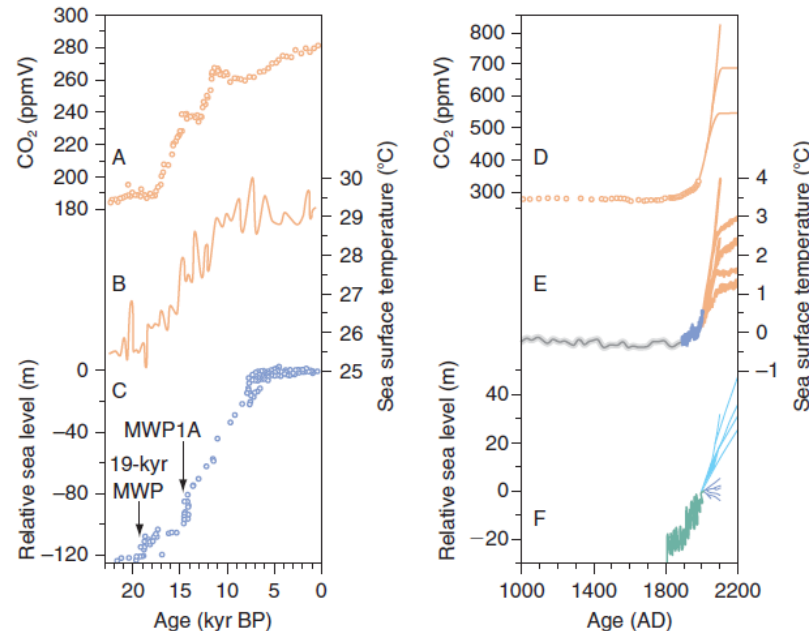 300
280
260
240
220
200
190
180
CO2 (ppmV)
A
30
29
28
27
26
25
Sea surface temperature (°C)
B
0
−40
−80
−120
Relative sea level (m)
C
MWP1A
19-kyr
MWP
20
15
10
5
0
Age (kyr BP)
800
700
600
500
400
300
CO2 (ppmV)
D
4
3
2
1
0
−1
Sea surface temperature (°C)
E
40
20
0
−20
Relative sea level (m)
F
1000
1400
1800
2200
Age (AD)